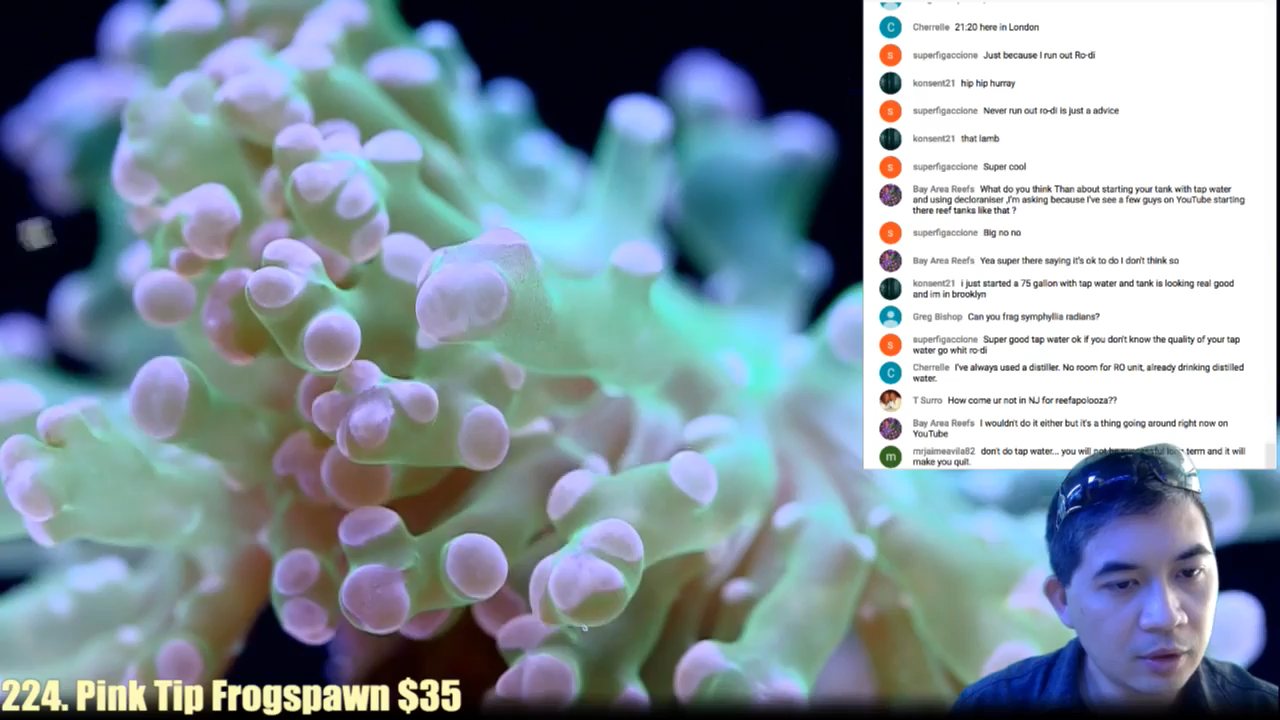 C Cherrelle 21:20 here in London
S superfigaccione Just because I run out Ro-di
konsent21 hip hip hurray
S superfigaccione Never run out ro-di is just a advice
konsent21 that lamb
S superfigaccione Super cool
Bay Area Reefs What do you think Than about starting your tank with tap water
and using decloraniser ,I'm asking because I've see a few guys on YouTube starting
there reef tanks like that ?
S superfigaccione Big no no
Bay Area Reefs Yea super there saying it's ok to do I don't think so
konsent21 i just started a 75 gallon with tap water and tank is looking real good
and im in brooklyn
Greg Bishop Can you frag symphyllia radians?
S superfigaccione Super good tap water ok if you don't know the quality of your tap
water go whit ro-di
C Cherrelle I've always used a distiller. No room for RO unit, already drinking distilled
water.
T Surro How come ur not in NJ for reefapolooza??
Bay Area Reefs I wouldn't do it either but it's a thing going around right now on
YouTube
m mrjaimeavila82 don't do tap water... you will not be successful long term and it will
make you quit.
224. Pink Tip Frogspawn $35